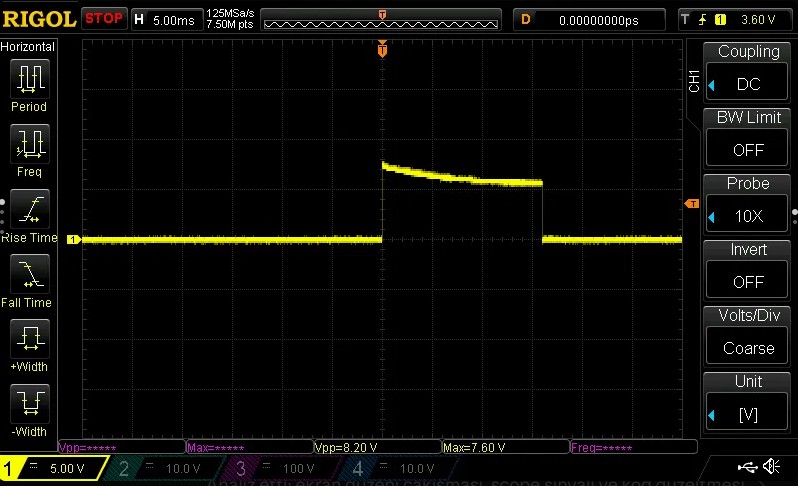 RIGOL STOP H 5.00ms 125MSa/s 7.50M pts D 0.00000000ps T 1 3.60 V
Horizontal
Period
Freq
Rise Time
Fall Time
+Width
-Width
T
1
T
CH1
Coupling
DC
BW Limit
OFF
Probe
10X
Invert
OFF
Volts/Div
Coarse
Unit
[V]
Vpp=***** Max=***** Vpp=8.20 V Max=7.60 V Freq=*****
1 5.00 V 2 10.0 V 3 100 V 4 10.0 V